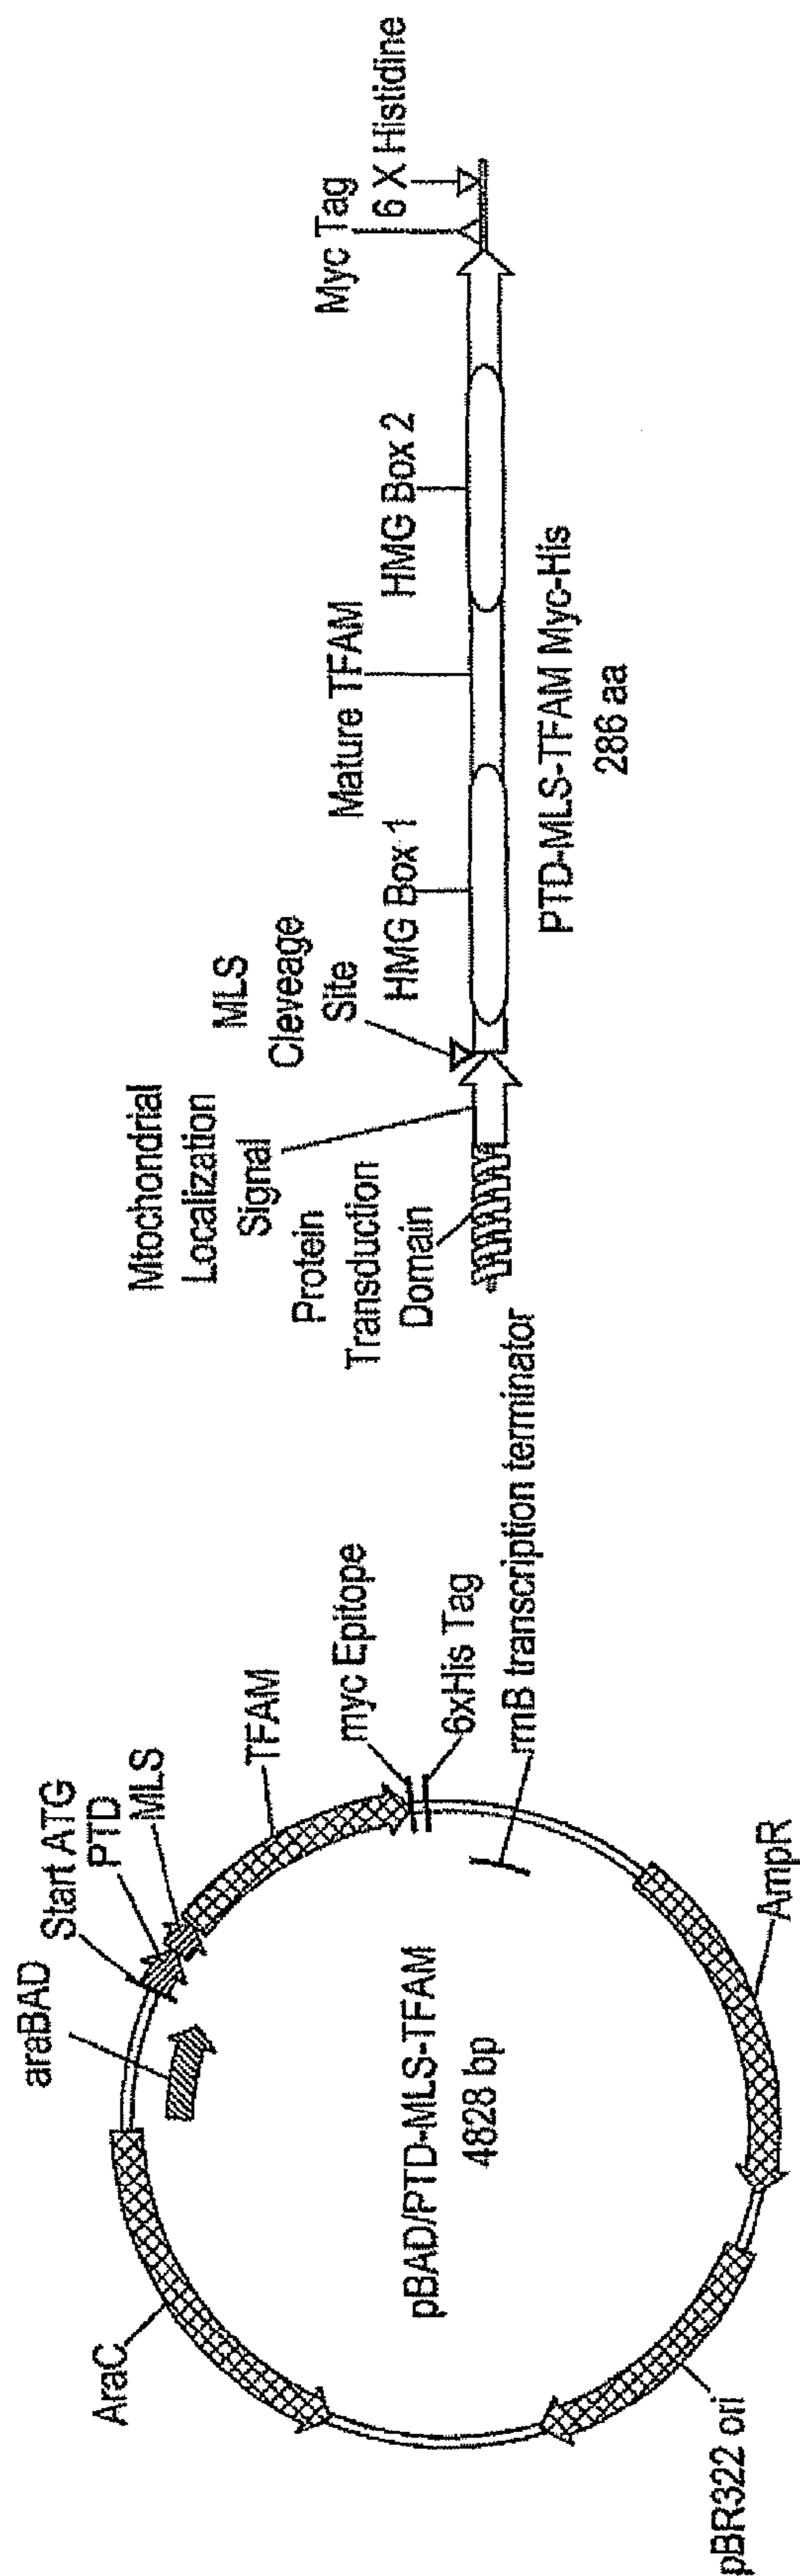 araBAD
Start ATG
PTD
MLS
TFAM
AraC
myc Epitope
6xHis Tag
rrnB transcription terminator
pBAD/PTD-MLS-TFAM
4828 bp
AmpR
pBR322 ori
Mtochondrial
Localization
Signal
Protein
Transduction
Domain
MLS
Cleveage
Site
HMG Box 1
Mature TFAM
HMG Box 2
Myc Tag
6 X Histidine
PTD-MLS-TFAM Myc-His
286 aa